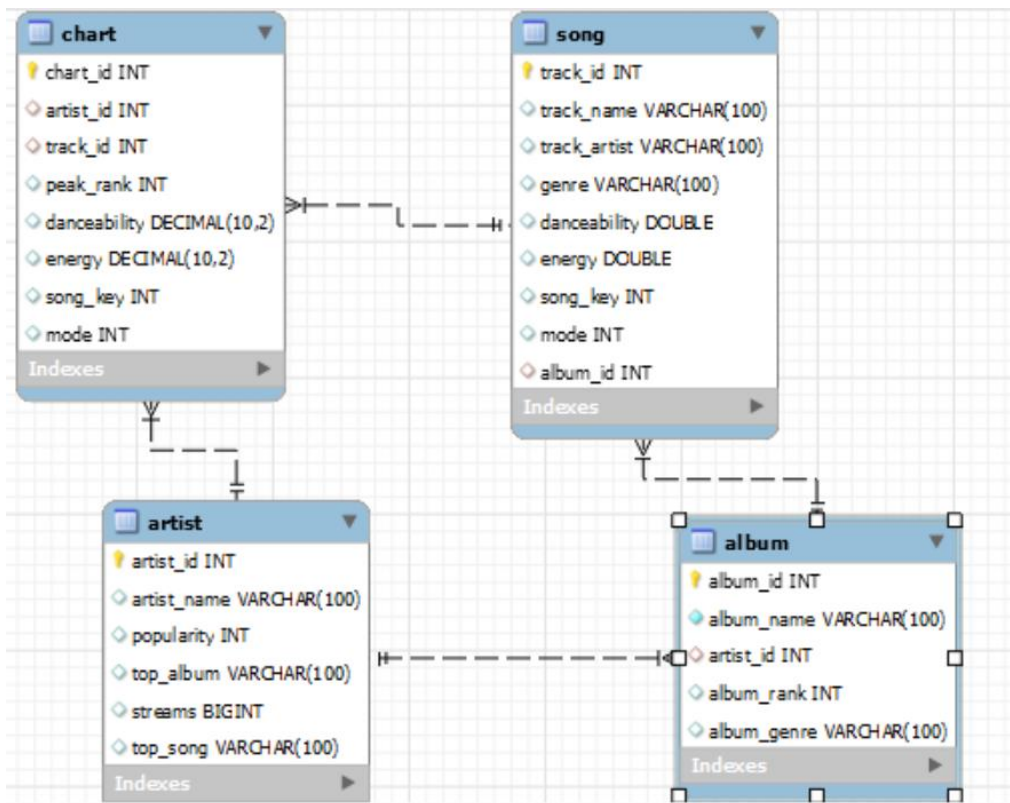 chart
chart_id INT
artist_id INT
track_id INT
peak_rank INT
danceability DECIMAL(10,2)
energy DECIMAL(10,2)
song_key INT
mode INT
Indexes
song
track_id INT
track_name VARCHAR(100)
track_artist VARCHAR(100)
genre VARCHAR(100)
danceability DOUBLE
energy DOUBLE
song_key INT
mode INT
album_id INT
Indexes
artist
artist_id INT
artist_name VARCHAR(100)
popularity INT
top_album VARCHAR(100)
streams BIGINT
top_song VARCHAR(100)
Indexes
album
album_id INT
album_name VARCHAR(100)
artist_id INT
album_rank INT
album_genre VARCHAR(100)
Indexes